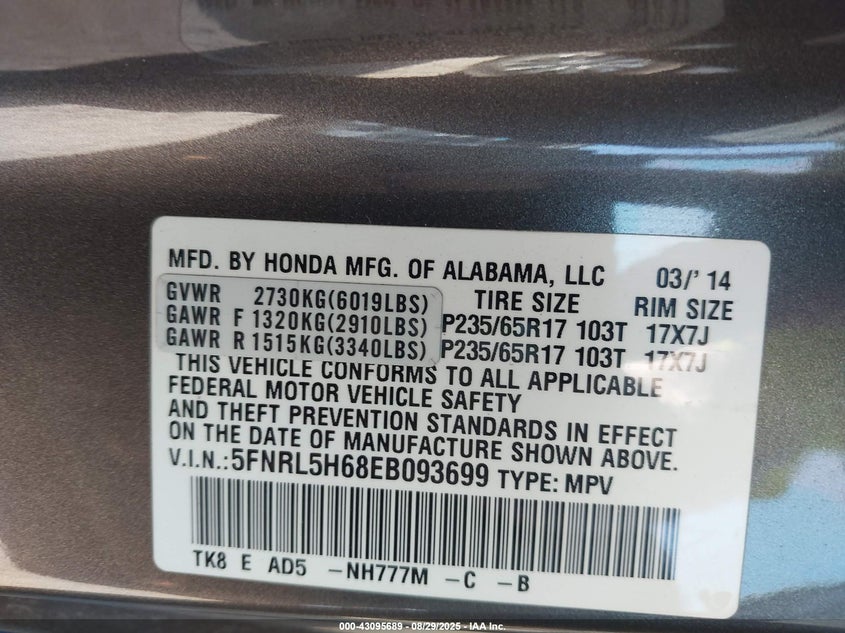 MFD. BY HONDA MFG. OF ALABAMA, LLC 03/' 14
GVWR 2730KG(6019LBS) TIRE SIZE RIM SIZE
GAWR F 1320KG(2910LBS) P235/65R17 103T 17X7J
GAWR R 1515KG(3340LBS) P235/65R17 103T 17X7J
THIS VEHICLE CONFORMS TO ALL APPLICABLE
FEDERAL MOTOR VEHICLE SAFETY
AND THEFT PREVENTION STANDARDS IN EFFECT
ON THE DATE OF MANUFACTURE SHOWN ABOVE.
V.I.N.:5FNRL5H68EB093699 TYPE: MPV
TK8 E AD5 -NH777M -C -B
000-43095689 - 08/29/2025 - IAA Inc.